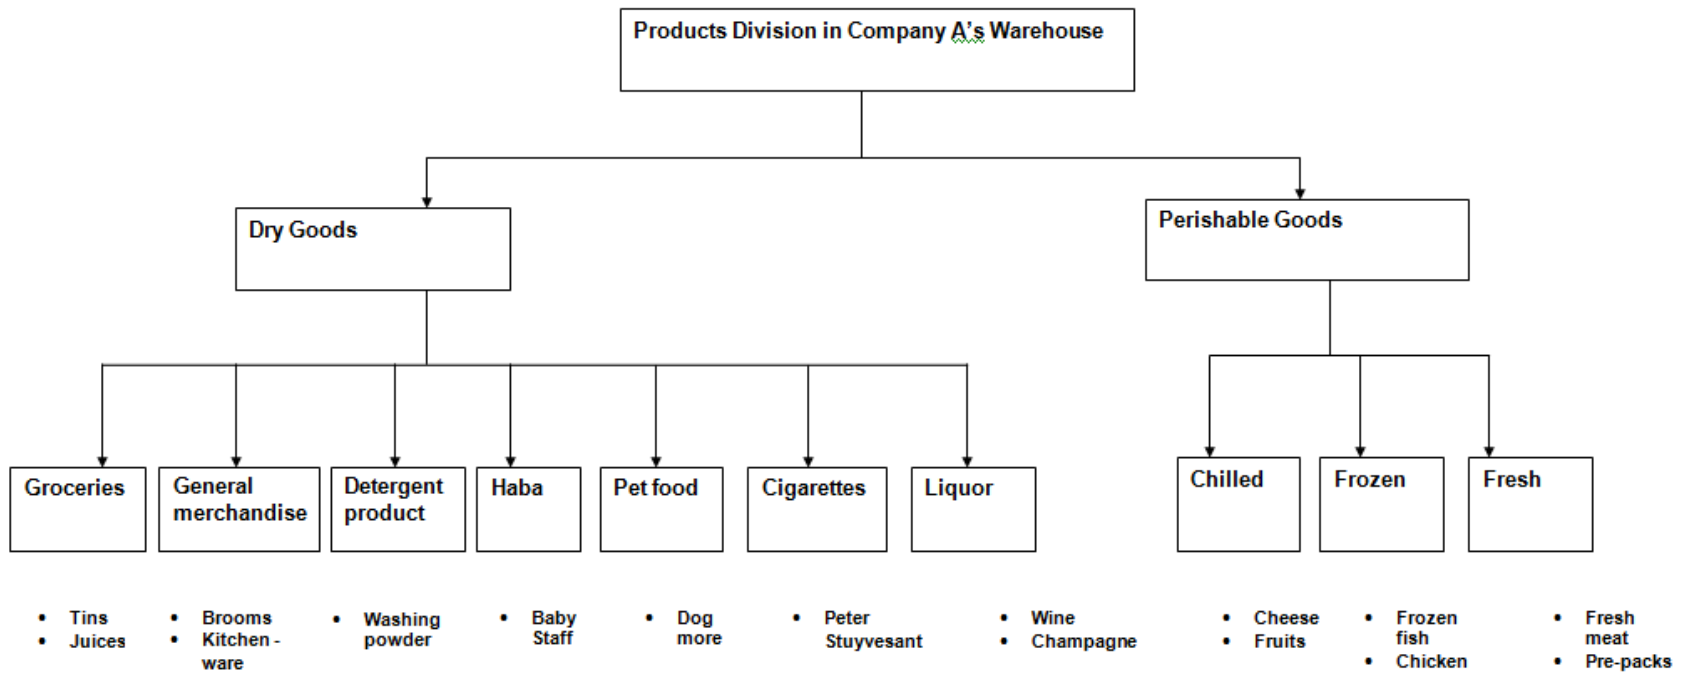 Products Division in Company A's Warehouse
Dry Goods
Perishable Goods
Groceries
General
merchandise
Detergent
product
Haba
Pet food
Cigarettes
Liquor
Chilled
Frozen
Fresh
• Tins
• Juices
• Brooms
• Kitchen -
ware
• Washing
powder
• Baby
Staff
• Dog
more
• Peter
Stuyvesant
• Wine
• Champagne
• Cheese
• Fruits
• Frozen
fish
• Chicken
• Fresh
meat
• Pre-packs